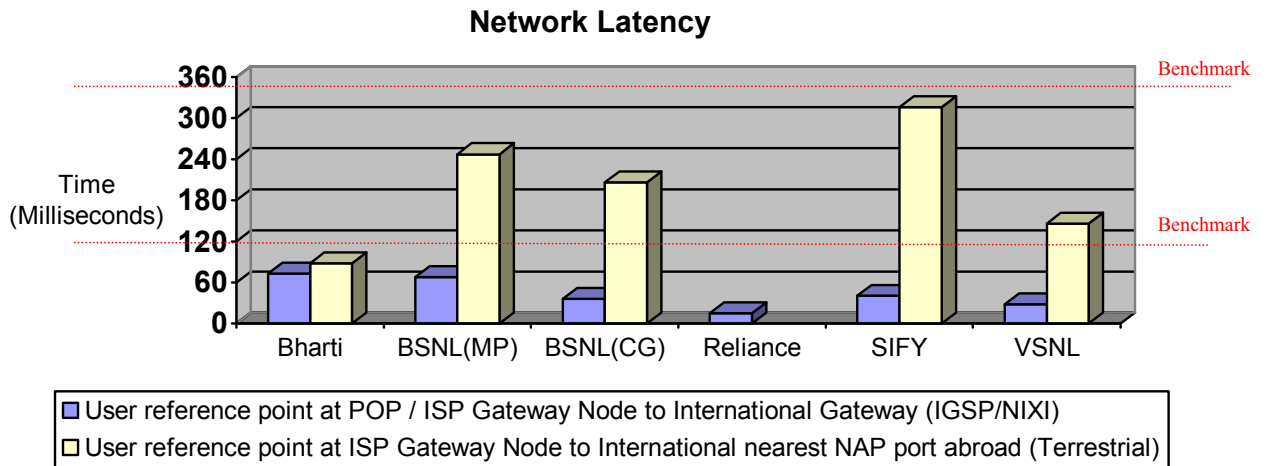 Network Latency
Benchmark
360
300
240
180
120
60
0
Time
(Milliseconds)
Benchmark
Bharti
BSNL(MP)
BSNL(CG)
Reliance
SIFY
VSNL
User reference point at POP / ISP Gateway Node to International Gateway (IGSP/NIXI)
User reference point at ISP Gateway Node to International nearest NAP port abroad (Terrestrial)